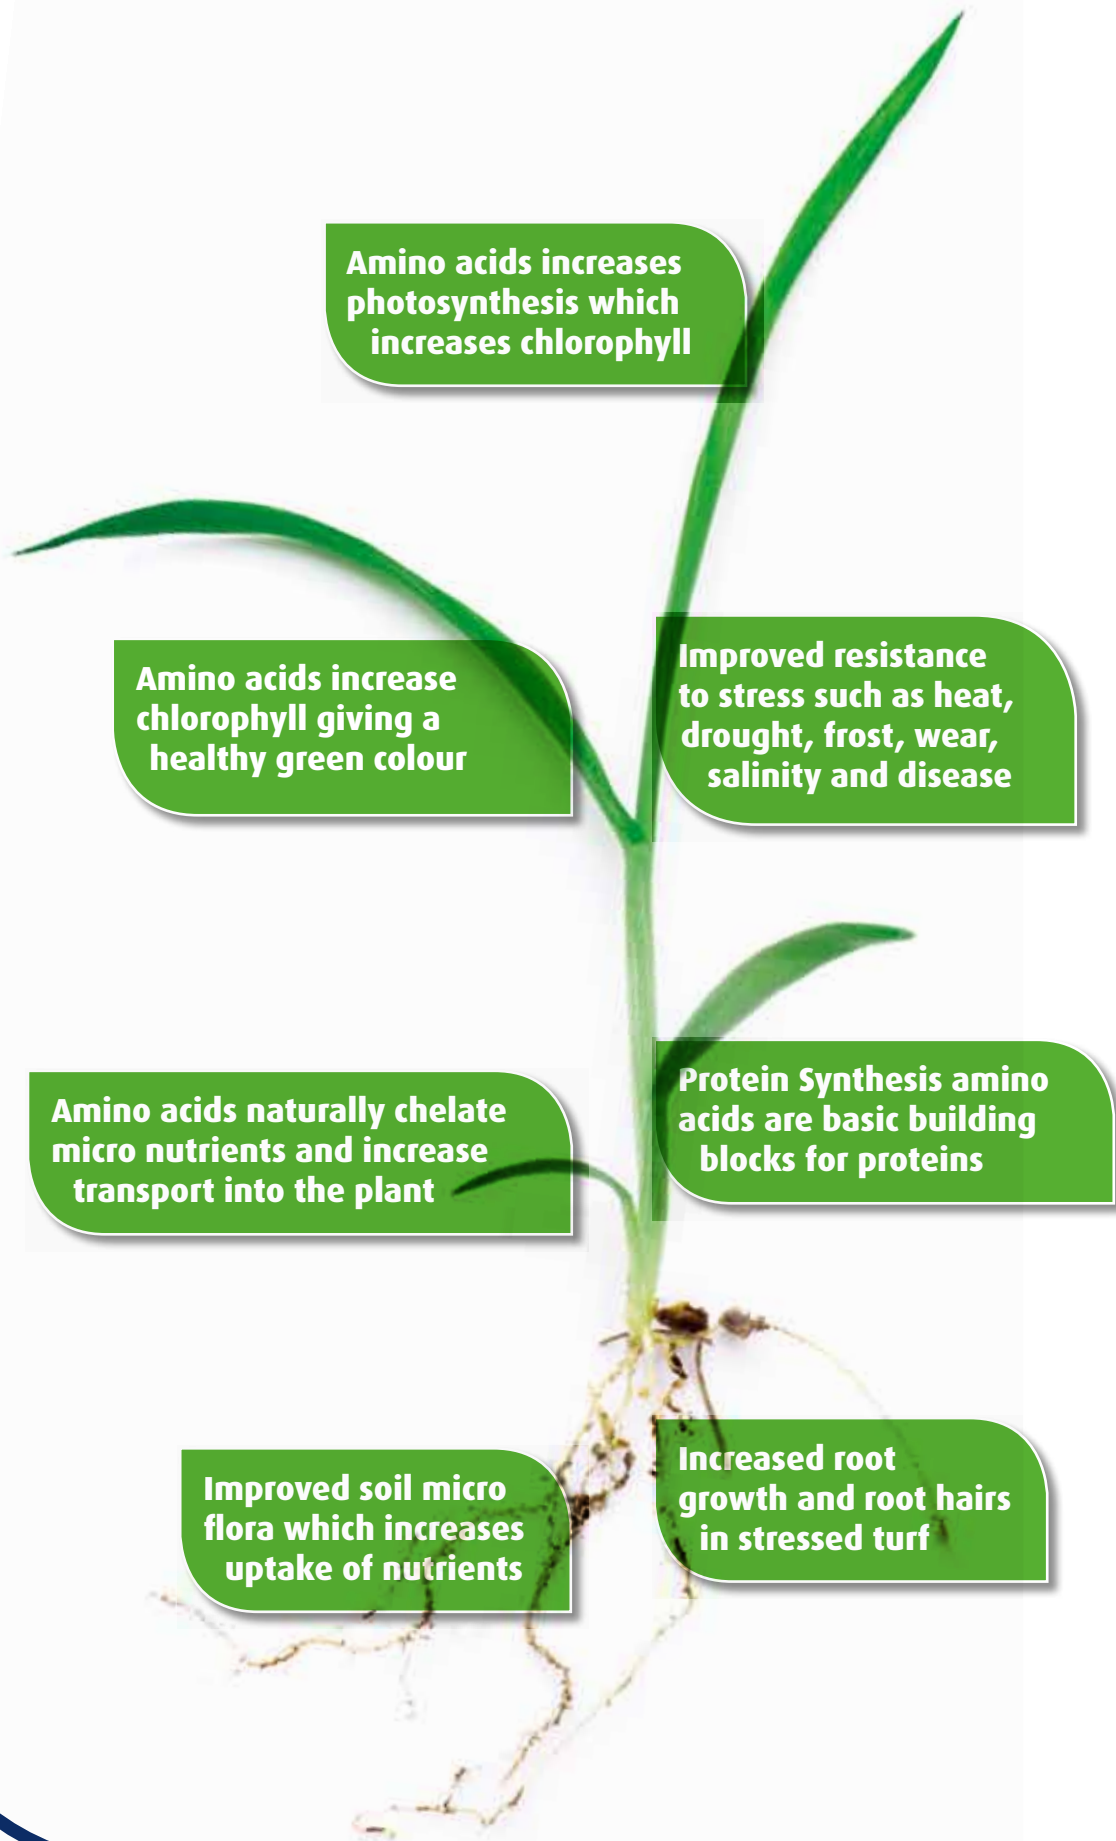 Amino acids increases
photosynthesis which
increases chlorophyll
Amino acids increase
chlorophyll giving a
healthy green colour
Improved resistance
to stress such as heat,
drought, frost, wear,
salinity and disease
Amino acids naturally chelate
micro nutrients and increase
transport into the plant
Protein Synthesis amino
acids are basic building
blocks for proteins
Improved soil micro
flora which increases
uptake of nutrients
Increased root
growth and root hairs
in stressed turf